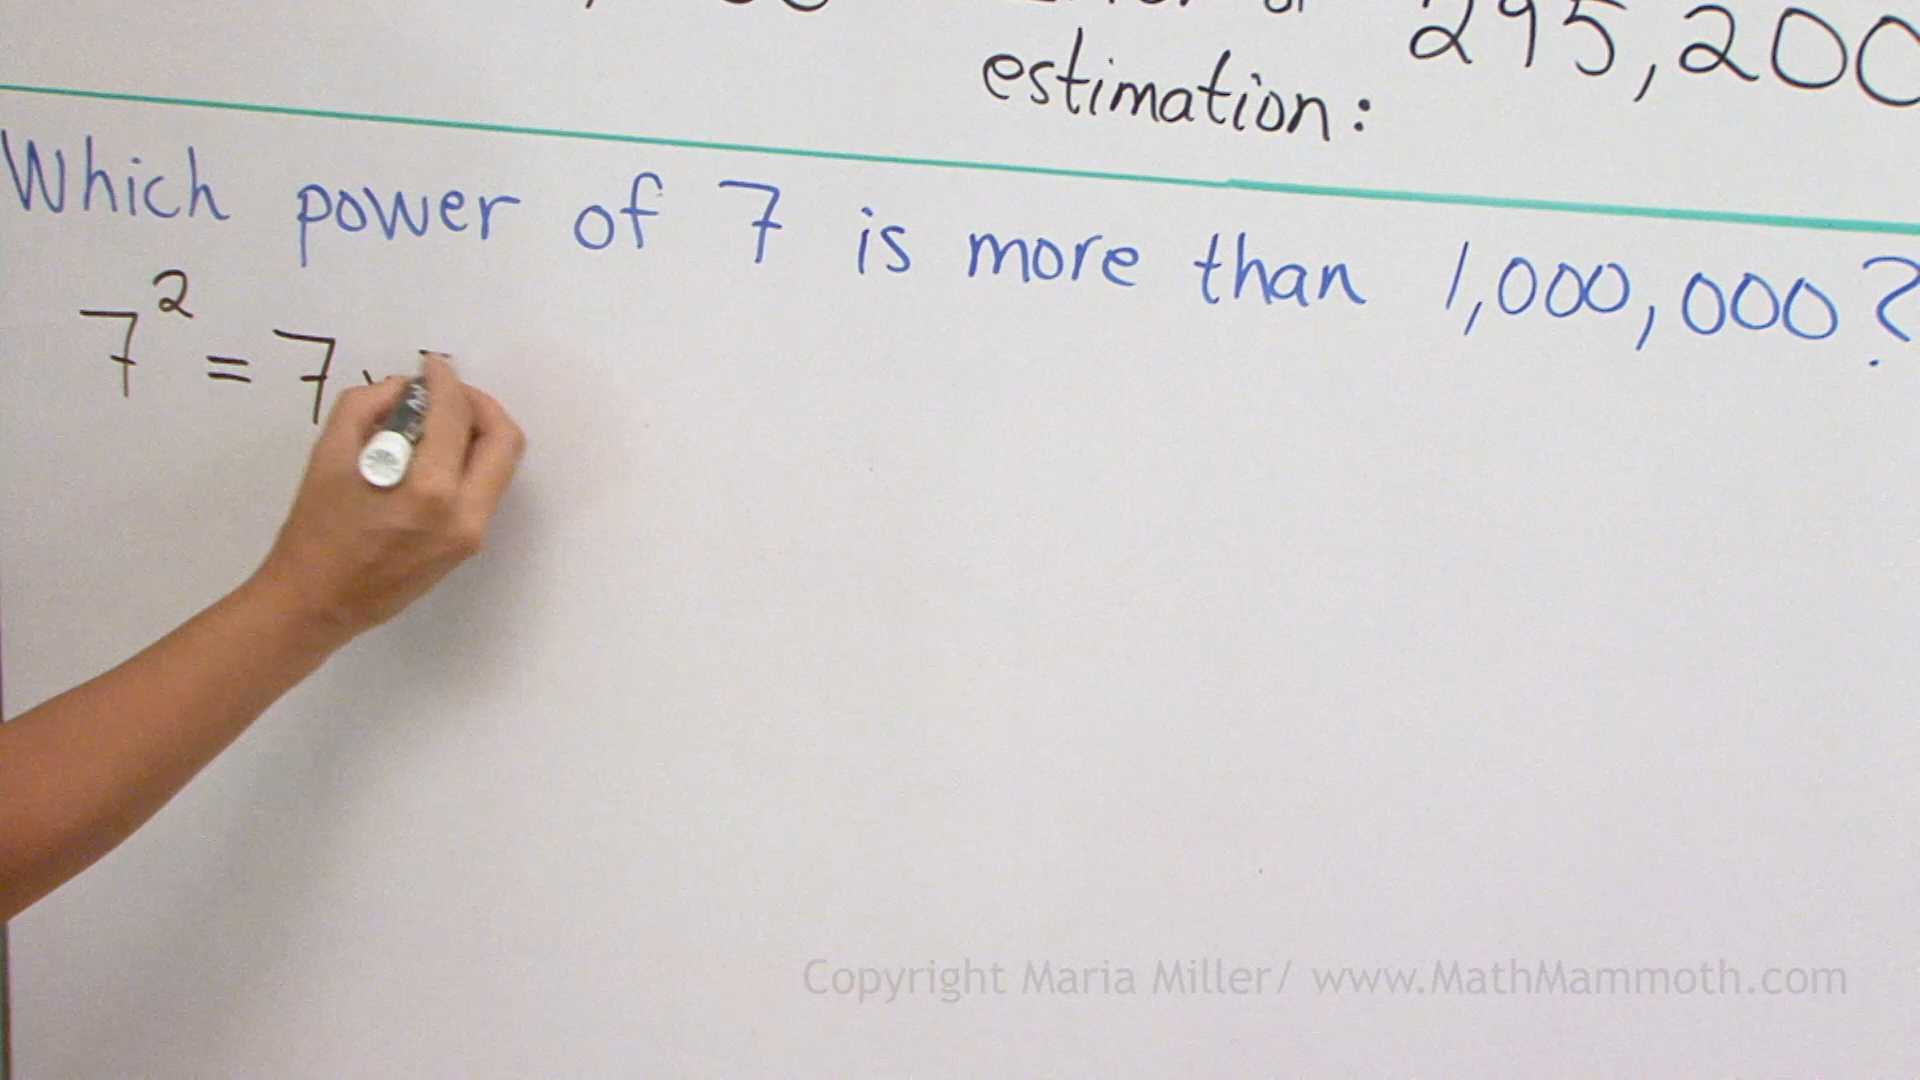 295,200
estimation:
Which power of 7 is more than 1,000,000?
7² = 7
Copyright Maria Miller/ www.MathMammoth.com